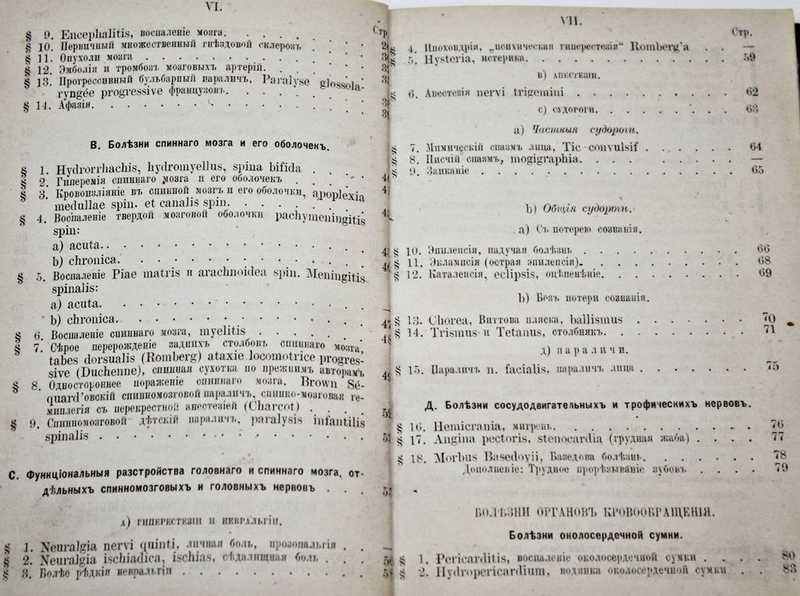 VI.
§ 9. Encephalitis, воспаленіе мозга.
§ 10. Первичный множественный гнѣздовой склерозъ
§ 11. Опухоли мозга
§ 12. Эмболія и тромбозъ мозговыхъ артерій.
§ 13. Прогрессивный бульбарный параличъ, Paralyse glossola-
ryngée progressive французовъ.
§ 14. Афазія.
B. Болѣзни спиннаго мозга и его оболочекъ.
§ 1. Hydrorrhachis, hydromyellus, spina bifida
§ 2. Гиперемія спиннаго мозга и его оболочекъ
§ 3. Кровоизліяніе въ спинной мозгъ и его оболочки, apoplexia
medullae spin. et canalis spin.
§ 4. Воспаленіе твердой мозговой оболочки pachymeningitis
spin:
a) acuta.
b) chronica.
§ 5. Воспаленіе Piae matris и arachnoidea spin. Meningitis
spinalis:
a) acuta.
b) chronica.
§ 6. Воспаленіе спиннаго мозга, myelitis
§ 7. Сѣрое перерожденіе заднихъ столбовъ спиннаго мозга,
tabes dorsualis (Romberg) ataxie locomotrice progres-
sive (Duchenne), спинная сухотка по прежнимъ авторамъ
§ 8. Одностороннее пораженіе спиннаго мозга, Brown Sé-
quard'овскій спинномозговой параличъ, спинно-мозговая ге-
миплегія съ перекрестной анестезіей (Charcot)
§ 9. Спинномозговой дѣтскій параличъ, paralysis infantilis
spinalis
C. Функціональныя разстройства головнаго и спиннаго мозга, от-
дѣльныхъ спинномозговыхъ и головныхъ нервовъ
А) ГИПЕРЕСТЕЗІИ И НЕВРАЛЬГІИ.
§ 1. Neuralgia nervi quinti, личная боль, прозопальгія
§ 2. Neuralgia ischiadica, ischias, сѣдалищная боль
§ 3. Болѣе рѣдкія невральгіи
VII.
Стр.
§ 4. Ипохондрія, „психическая гиперестезія“ Romberg'a —
§ 5. Hysteria, истерика. 59
в) АНЕСТЕЗІИ.
§ 6. Анестезія nervi trigemini 62
с) СУДОРОГИ. 63
a) Частныя судороги.
§ 7. Мимическій спазмъ лица, Tic convulsif 64
§ 8. Писчій спазмъ, mogigraphia. —
§ 9. Заиканіе 65
b) Общія судороги.
a) Съ потерею сознанія.
§ 10. Эпилепсія, падучая болѣзнь 66
§ 11. Экламисія (острая эпилепсія). 68
§ 12. Каталепсія, eclipsis, оцѣпенѣніе. 69
b) Безъ потери сознанія.
§ 13. Chorea, Виттова пляска, ballismus 70
§ 14. Trismus и Tetanus, столбнякъ. 71
д) параличи.
§ 15. Параличъ n. facialis, параличъ лица 75
Д. Болѣзни сосудодвигательныхъ и трофическихъ нервовъ.
§ 16. Hemicrania, мигрень. 76
§ 17. Angina pectoris, stenocardia (грудная жаба) 77
§ 18. Morbus Basedovii, Базедова болѣзнь. 78
Дополненіе: Трудное прорѣзываніе зубовъ 79
БОЛѢЗНИ ОРГАНОВЪ КРОВООБРАЩЕНІЯ.
Болѣзни околосердечной сумки.
§ 1. Pericarditis, воспаленіе околосердечной сумки 80
§ 2. Hydropericardium, водянка околосердечной сумки 83